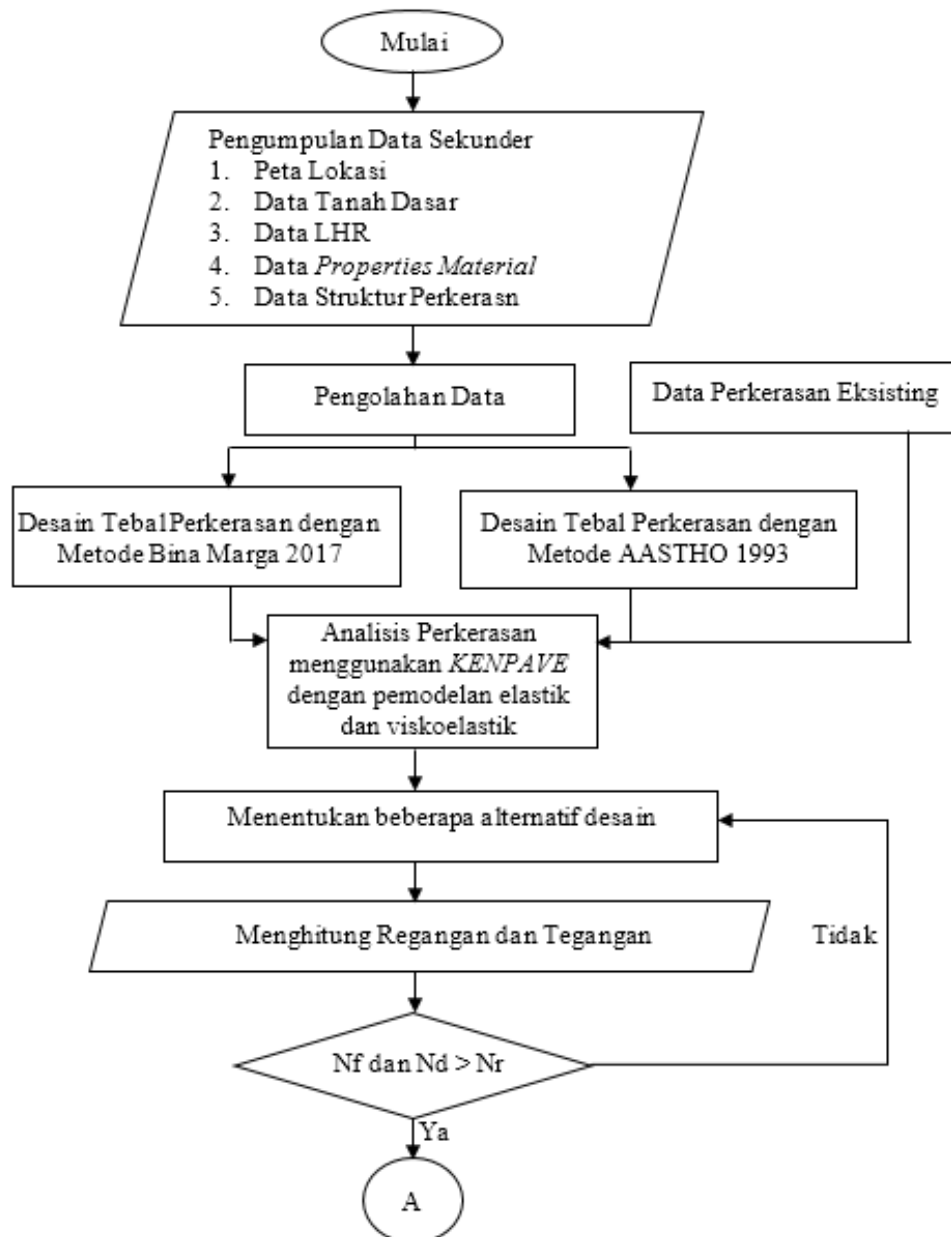 Mulai
Pengumpulan Data Sekunder
1. Peta Lokasi
2. Data Tanah Dasar
3. Data LHR
4. Data Properties Material
5. Data Struktur Perkerasn
Pengolahan Data
Data Perkerasan Eksisting
Desain Tebal Perkerasan dengan
Metode Bina Marga 2017
Desain Tebal Perkerasan dengan
Metode AASTHO 1993
Analisis Perkerasan
menggunakan KENPAVE
dengan pemodelan elastik
dan viskoelastik
Menentukan beberapa alternatif desain
Menghitung Regangan dan Tegangan
Tidak
Nf dan Nd > Nr
Ya
A